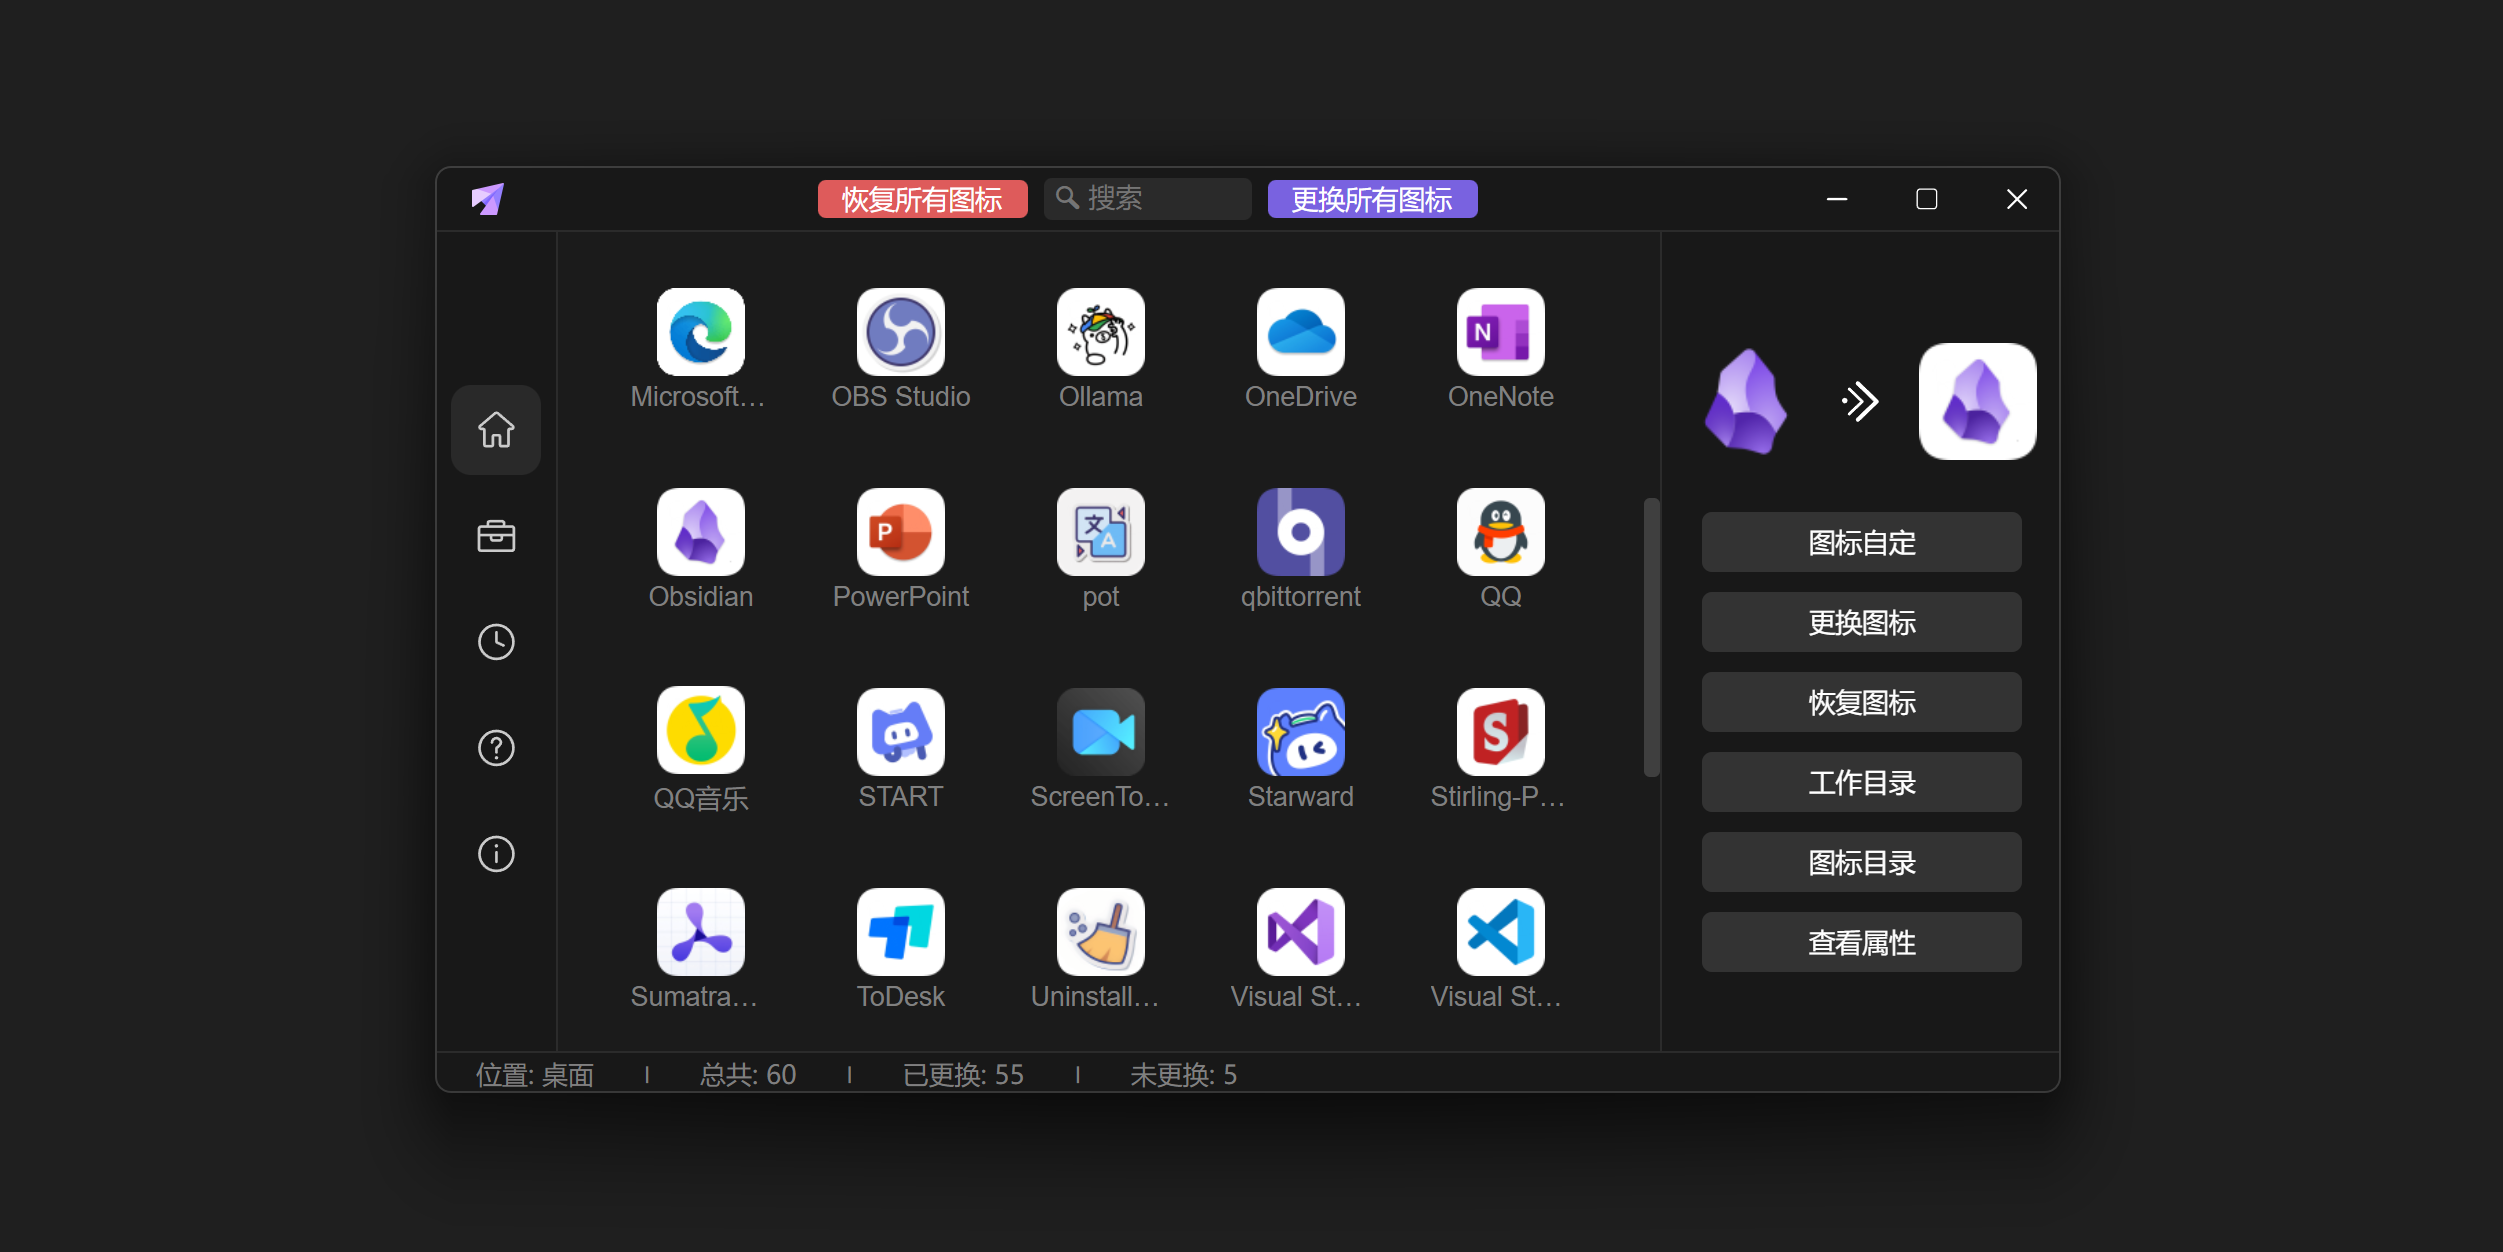 恢复所有图标 搜索 更换所有图标
Microsoft... OBS Studio Ollama OneDrive OneNote
Obsidian PowerPoint pot qbittorrent QQ
QQ音乐 START ScreenTo... Starward Stirling-P...
Sumatra... ToDesk Uninstall... Visual St... Visual St...
图标自定
更换图标
恢复图标
工作目录
图标目录
查看属性
位置: 桌面 | 总共: 60 | 已更换: 55 | 未更换: 5